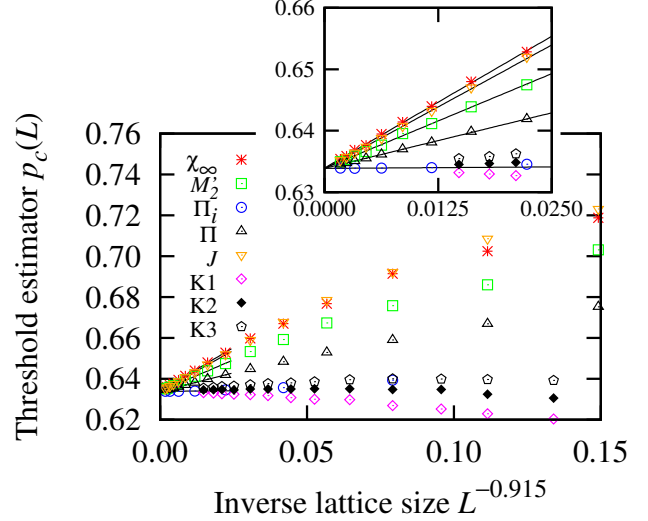 0.66
0.65
0.64
0.63
0.0000 0.0125 0.0250
Threshold estimator p_c(L)
0.76
0.74
0.72
0.70
0.68
0.66
0.64
0.62
χ∞
M′₂
Π_i
Π
J
K1
K2
K3
0.00 0.05 0.10 0.15
Inverse lattice size L^−0.915